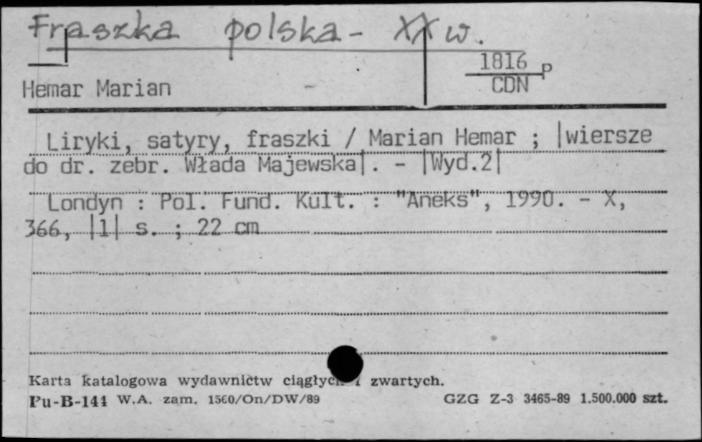 Fraszka polska - XX w.
1816 P
CDN
Hemar Marian
Liryki, satyry, fraszki / Marian Hemar ; |wiersze
do dr. zebr. Włada Majewska|. - |Wyd.2|
Londyn : Pol. Fund. Kult. : "Aneks", 1990. - X,
366, |1| s. ; 22 cm
Karta katalogowa wydawnictw ciągłych i zwartych.
Pu-B-144 W.A. zam. 1560/On/DW/89 GZG Z-3 3465-89 1.500.000 szt.